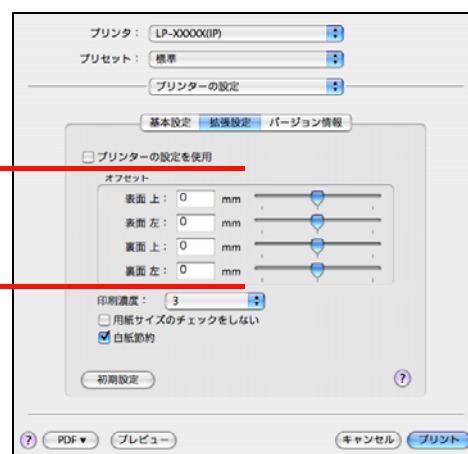 プリンタ： LP-XXXXX(IP)
プリセット： 標準
プリンターの設定
基本設定 拡張設定 バージョン情報
プリンターの設定を使用
オフセット
表面 上： 0 mm
表面 左： 0 mm
裏面 上： 0 mm
裏面 左： 0 mm
印刷濃度： 3
用紙サイズのチェックをしない
白紙節約
初期設定 ?
? PDF▼ プレビュー キャンセル プリント